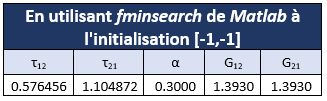 En utilisant fminsearch de Matlab à
l'initialisation [-1,-1]
τ12 τ21 α G12 G21
0.576456 1.104872 0.3000 1.3930 1.3930